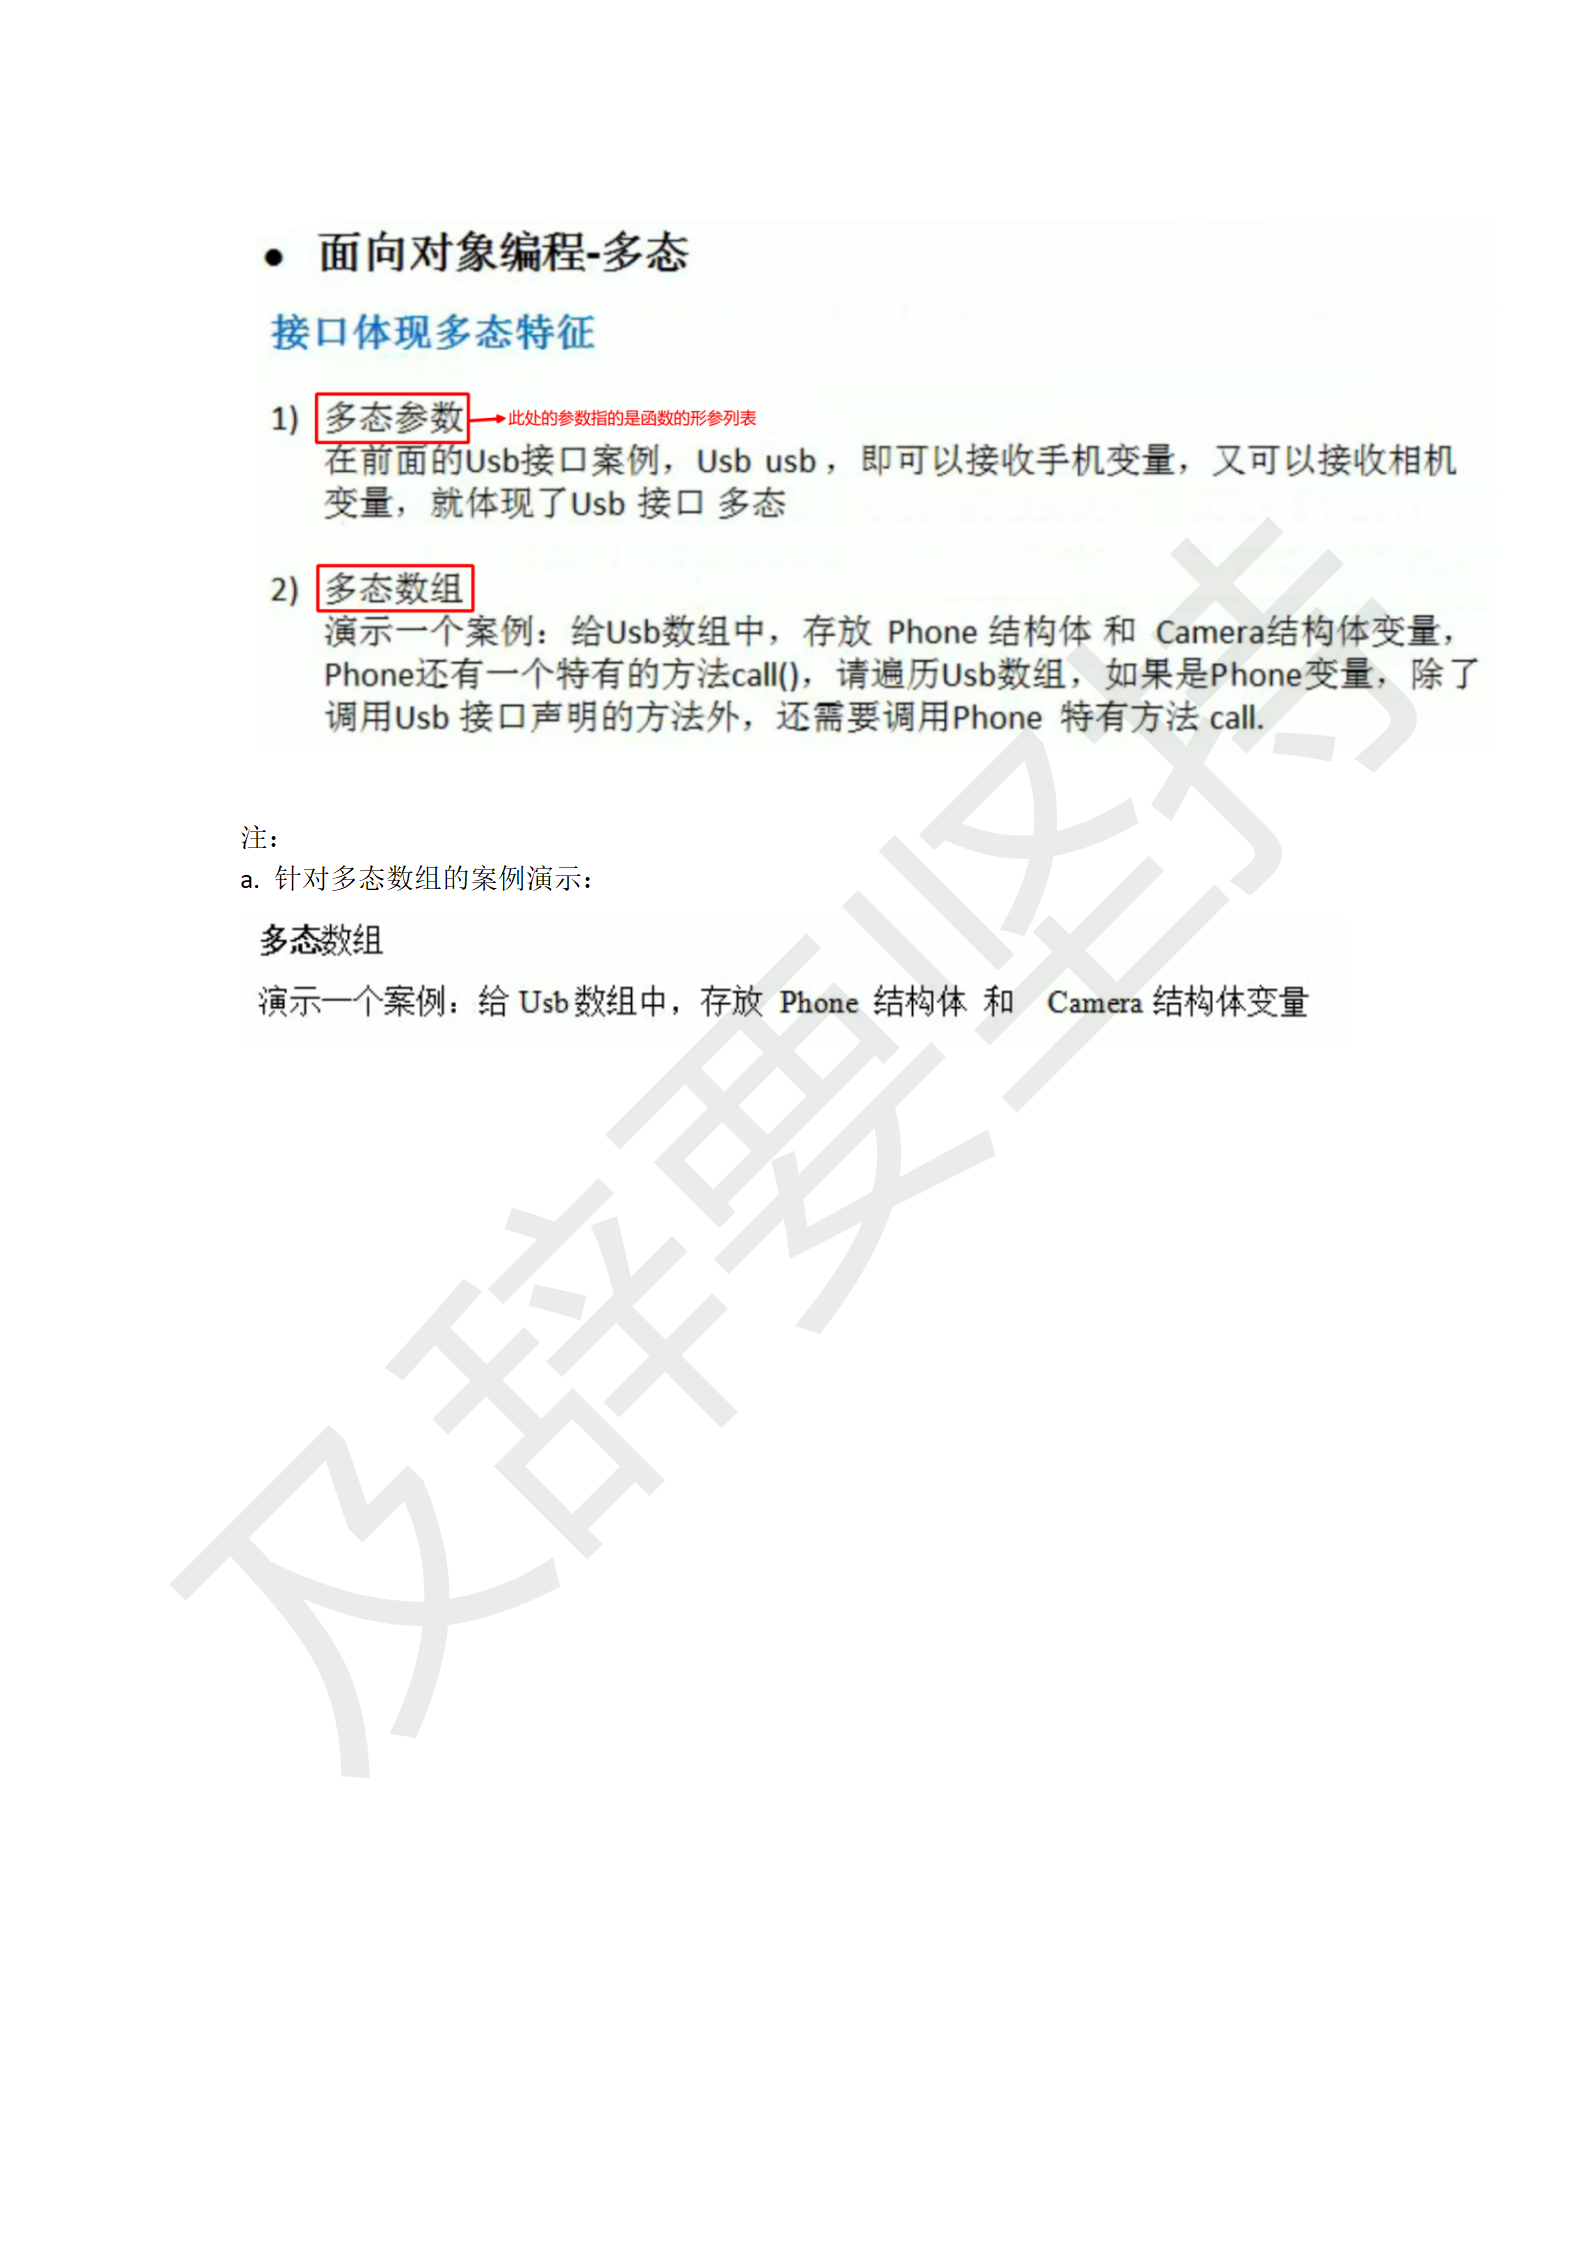 ● 面向对象编程-多态
接口体现多态特征
1) 多态参数 此处的参数指的是函数的形参列表
在前面的Usb接口案例，Usb usb ，即可以接收手机变量，又可以接收相机
变量，就体现了Usb 接口 多态
2) 多态数组
演示一个案例：给Usb数组中，存放 Phone 结构体 和 Camera结构体变量，
Phone还有一个特有的方法call()，请遍历Usb数组，如果是Phone变量，除了
调用Usb 接口声明的方法外，还需要调用Phone 特有方法 call.
注：
a. 针对多态数组的案例演示：
多态数组
演示一个案例：给 Usb数组中，存放 Phone 结构体 和 Camera 结构体变量
及辞要坚持